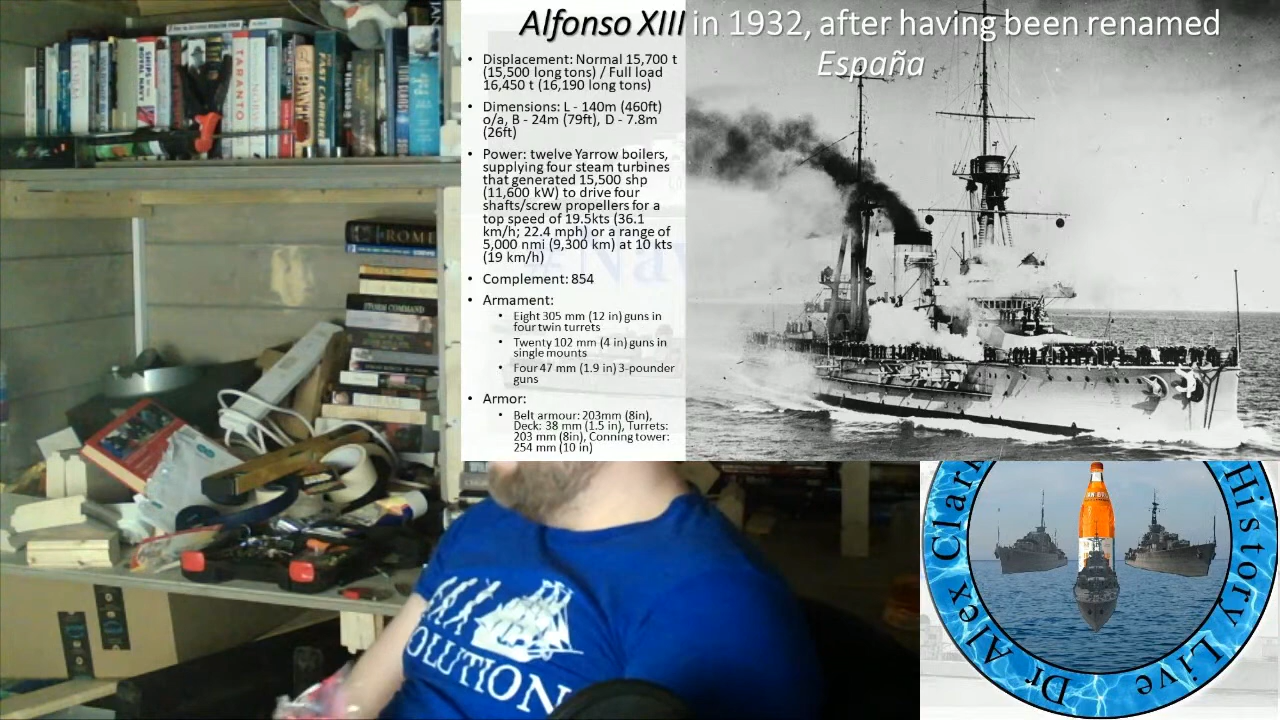 Alfonso XIII in 1932, after having been renamed
España
• Displacement: Normal 15,700 t
(15,500 long tons) / Full load
16,450 t (16,190 long tons)
• Dimensions: L - 140m (460ft)
o/a, B - 24m (79ft), D - 7.8m
(26ft)
• Power: twelve Yarrow boilers,
supplying four steam turbines
that generated 15,500 shp
(11,600 kW) to drive four
shafts/screw propellers for a
top speed of 19.5kts (36.1
km/h; 22.4 mph) or a range of
5,000 nmi (9,300 km) at 10 kts
(19 km/h)
• Complement: 854
• Armament:
• Eight 305 mm (12 in) guns in
four twin turrets
• Twenty 102 mm (4 in) guns in
single mounts
• Four 47 mm (1.9 in) 3-pounder
guns
• Armor:
• Belt armour: 203mm (8in),
Deck: 38 mm (1.5 in), Turrets:
203 mm (8in), Conning tower:
254 mm (10 in)
TARANTO
FAST CARRIERS
ROME
STORM COMMAND
OLUTION
Dr Alex Clark
History Live